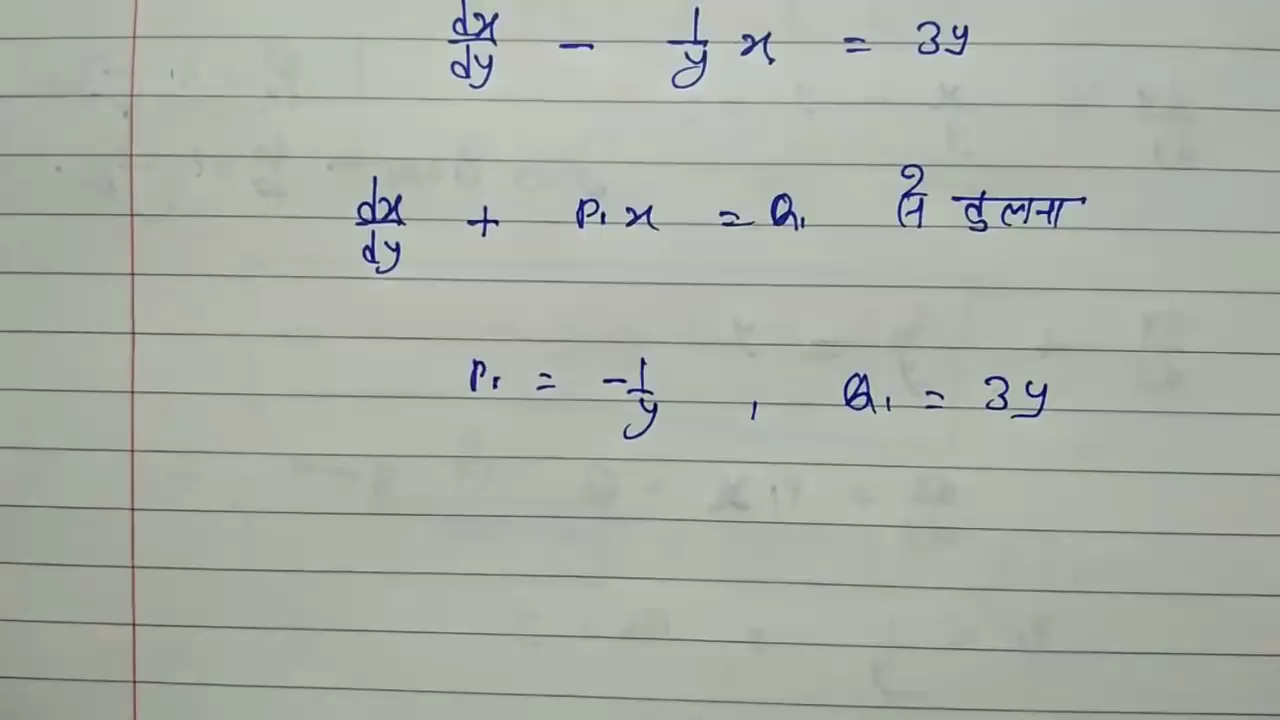 dx/dy - 1/y x = 3y
dx/dy + P₁x = Q₁ से तुलना
P₁ = -1/y , Q₁ = 3y